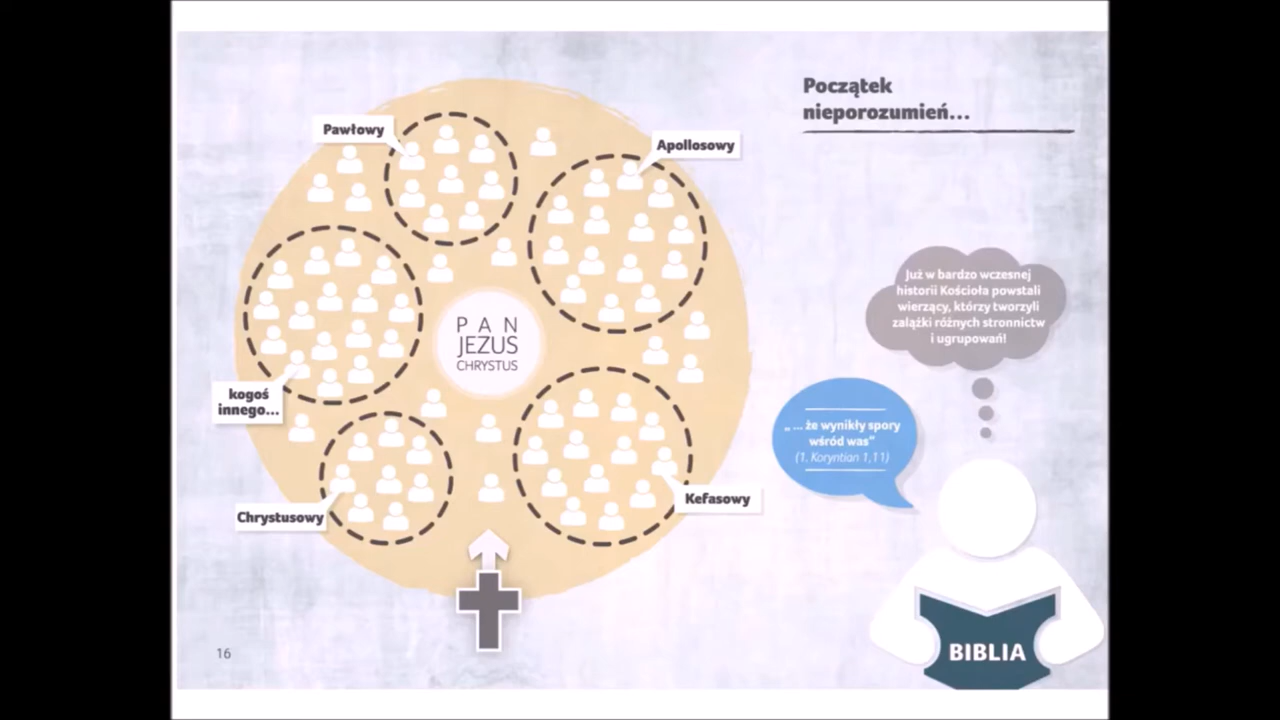 Początek
nieporozumień...
Pawłowy
Apollosowy
PAN
JEZUS
CHRYSTUS
kogoś
innego...
Chrystusowy
Kefasowy
Już w bardzo wczesnej
historii Kościoła powstali
wierzący, którzy tworzyli
zalążki różnych stronnictw
i ugrupowań!
„ ... że wynikły spory
wśród was”
(1. Koryntian 1,11)
BIBLIA
16